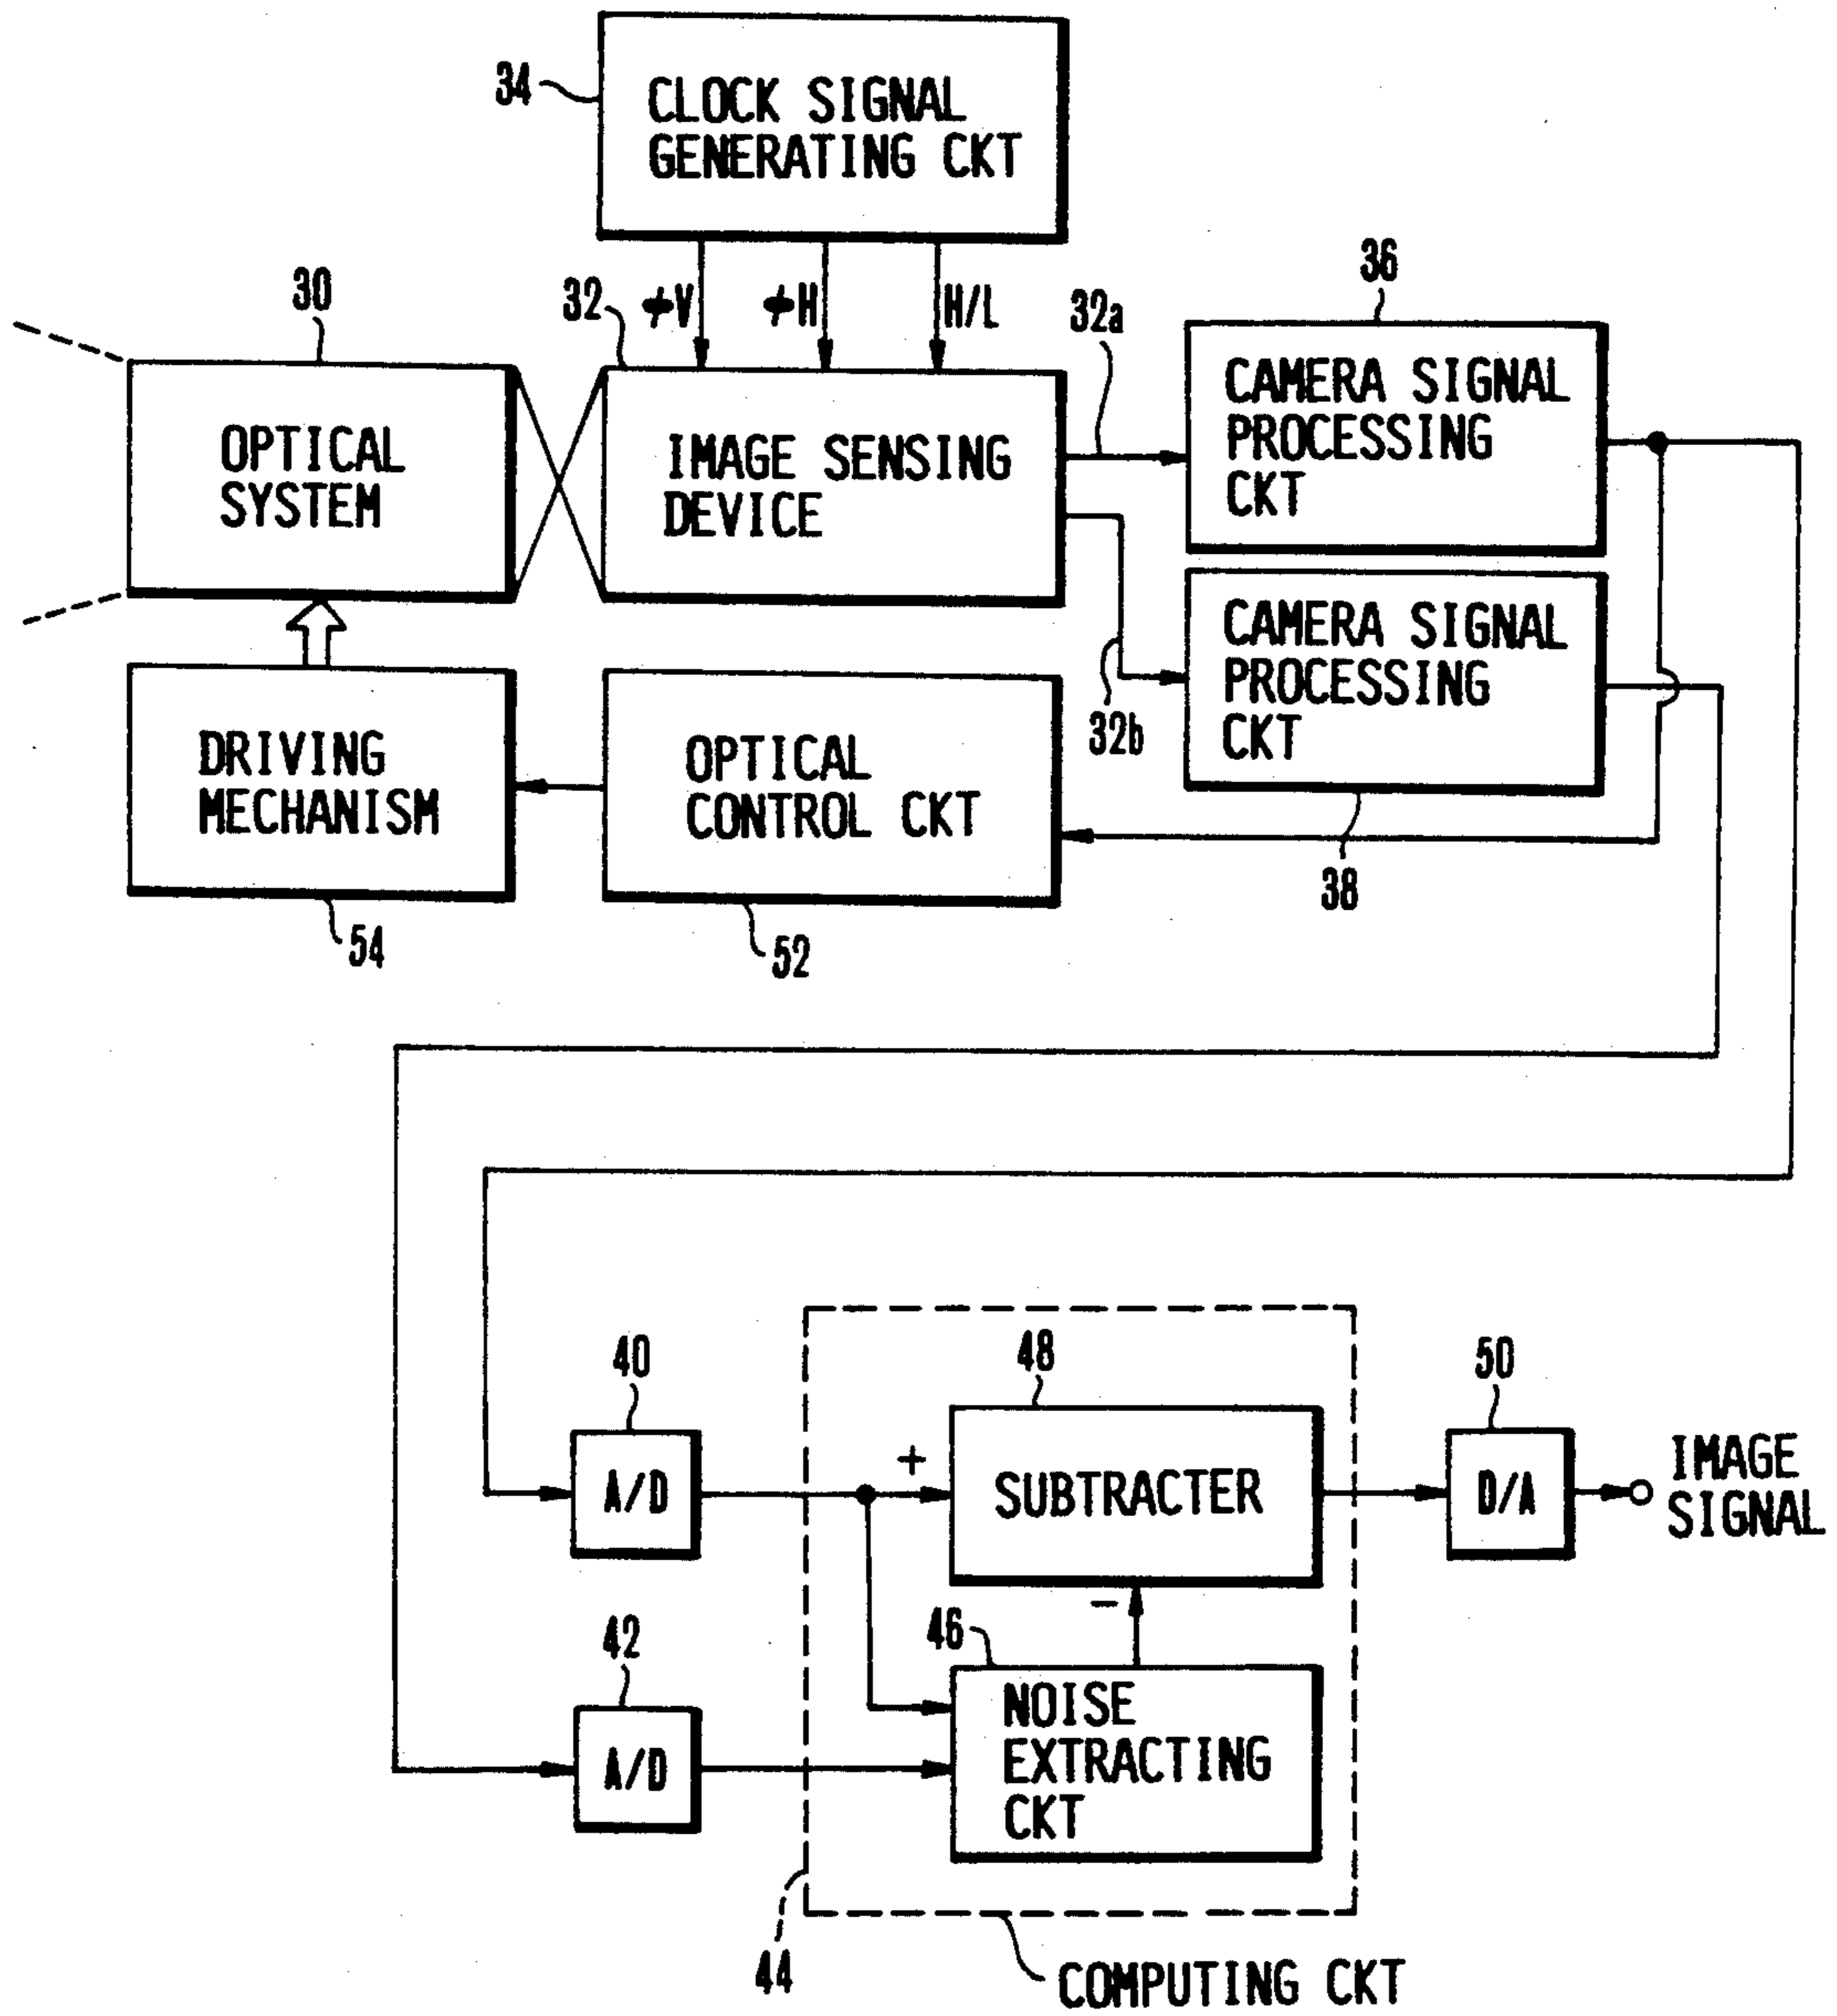 34
CLOCK SIGNAL
GENERATING CKT
30
32
ϕV
ϕH
H/L
32a
36
OPTICAL
SYSTEM
IMAGE SENSING
DEVICE
CAMERA SIGNAL
PROCESSING
CKT
CAMERA SIGNAL
PROCESSING
CKT
32b
38
DRIVING
MECHANISM
54
OPTICAL
CONTROL CKT
52
40
A/D
42
A/D
48
+
SUBTRACTER
−
46
NOISE
EXTRACTING
CKT
50
D/A
IMAGE
SIGNAL
44
COMPUTING CKT